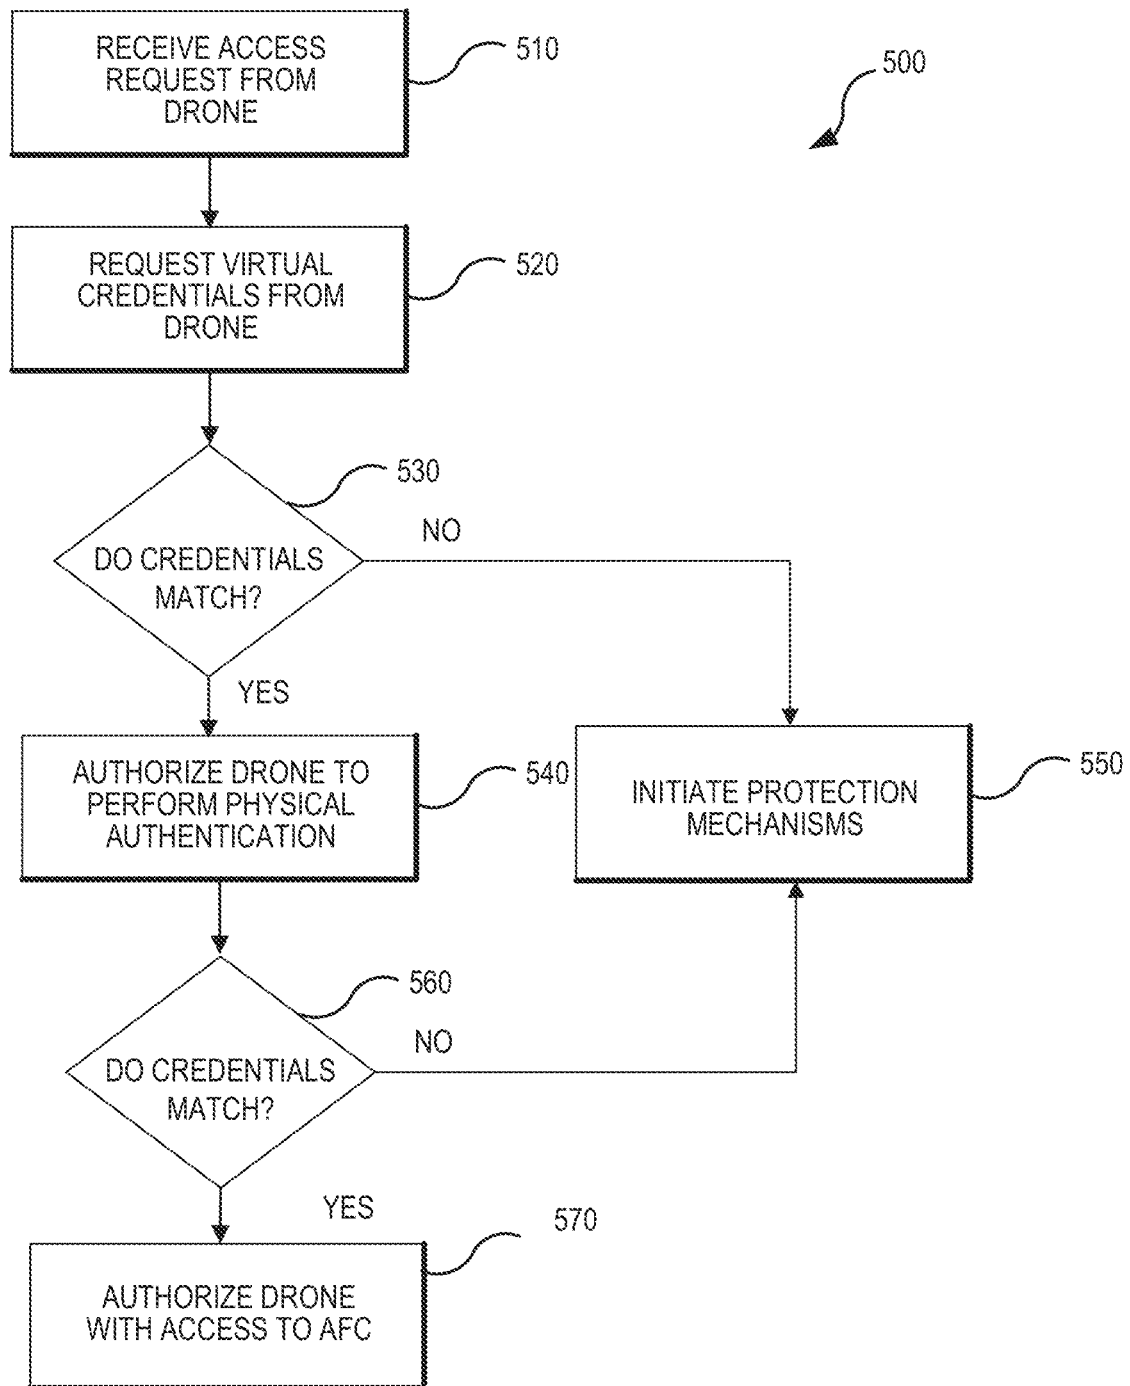 RECEIVE ACCESS
REQUEST FROM
DRONE
510
500
REQUEST VIRTUAL
CREDENTIALS FROM
DRONE
520
530
DO CREDENTIALS
MATCH?
NO
YES
AUTHORIZE DRONE TO
PERFORM PHYSICAL
AUTHENTICATION
540
INITIATE PROTECTION
MECHANISMS
550
560
DO CREDENTIALS
MATCH?
NO
YES
570
AUTHORIZE DRONE
WITH ACCESS TO AFC